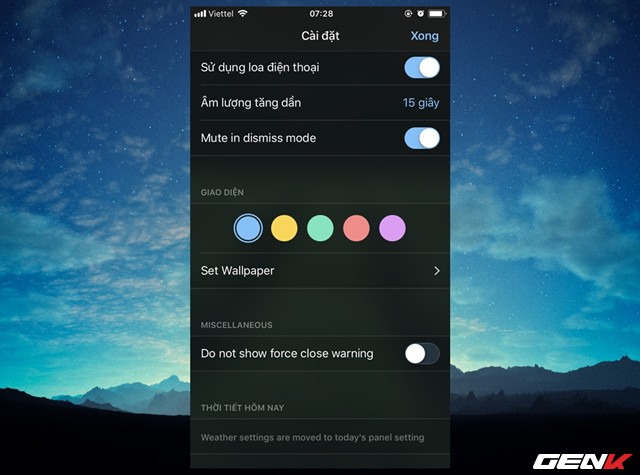 Viettel 07:28
Cài đặt Xong
Sử dụng loa điện thoại
Âm lượng tăng dần 15 giây
Mute in dismiss mode
GIAO DIỆN
Set Wallpaper
MISCELLANEOUS
Do not show force close warning
THỜI TIẾT HÔM NAY
Weather settings are moved to today's panel setting
GENK